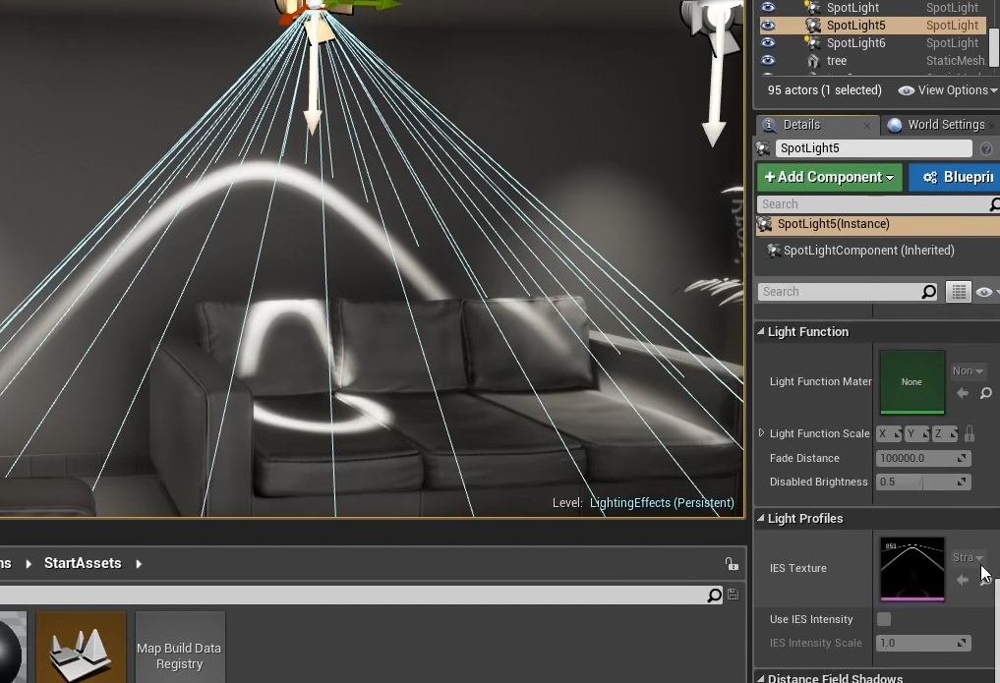 SpotLight SpotLight
SpotLight5 SpotLight
SpotLight6 SpotLight
tree StaticMesh
95 actors (1 selected) View Options
Details World Settings
SpotLight5
+Add Component
Search
SpotLight5(Instance)
SpotLightComponent (Inherited)
Search
Light Function
Light Function Mater None Non
Light Function Scale X Y Z
Fade Distance 100000.0
Disabled Brightness 0.5
Light Profiles
IES Texture 851 Stra
Use IES Intensity
IES Intensity Scale 1.0
Distance Field Shadows
Level: LightingEffects (Persistent)
ns StartAssets
Map Build Data
Registry